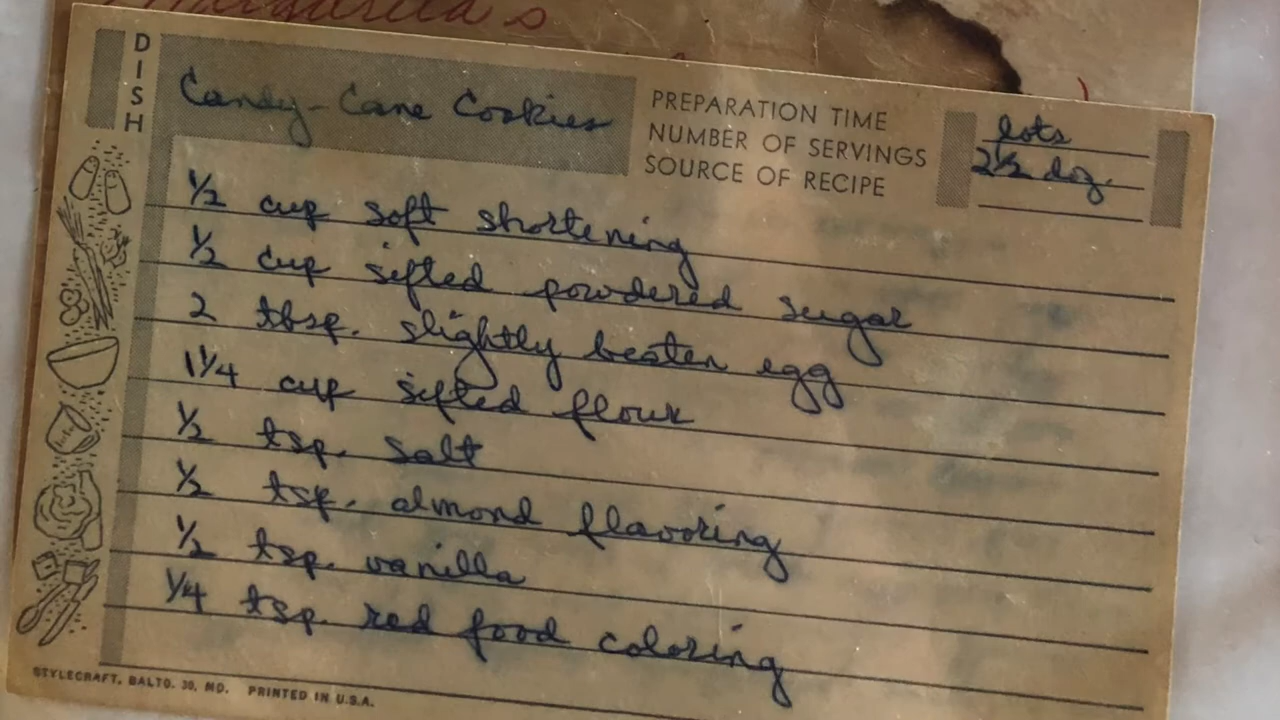 Margarita's
DISH
Candy-Cane Cookies
PREPARATION TIME lots
NUMBER OF SERVINGS 2½ doz.
SOURCE OF RECIPE
½ cup soft shortening
½ cup sifted powdered sugar
2 tbsp. slightly beaten egg
1¼ cup sifted flour
½ tsp. salt
½ tsp. almond flavoring
½ tsp. vanilla
¼ tsp. red food coloring
STYLECRAFT, BALTO. 30, MD. PRINTED IN U.S.A.